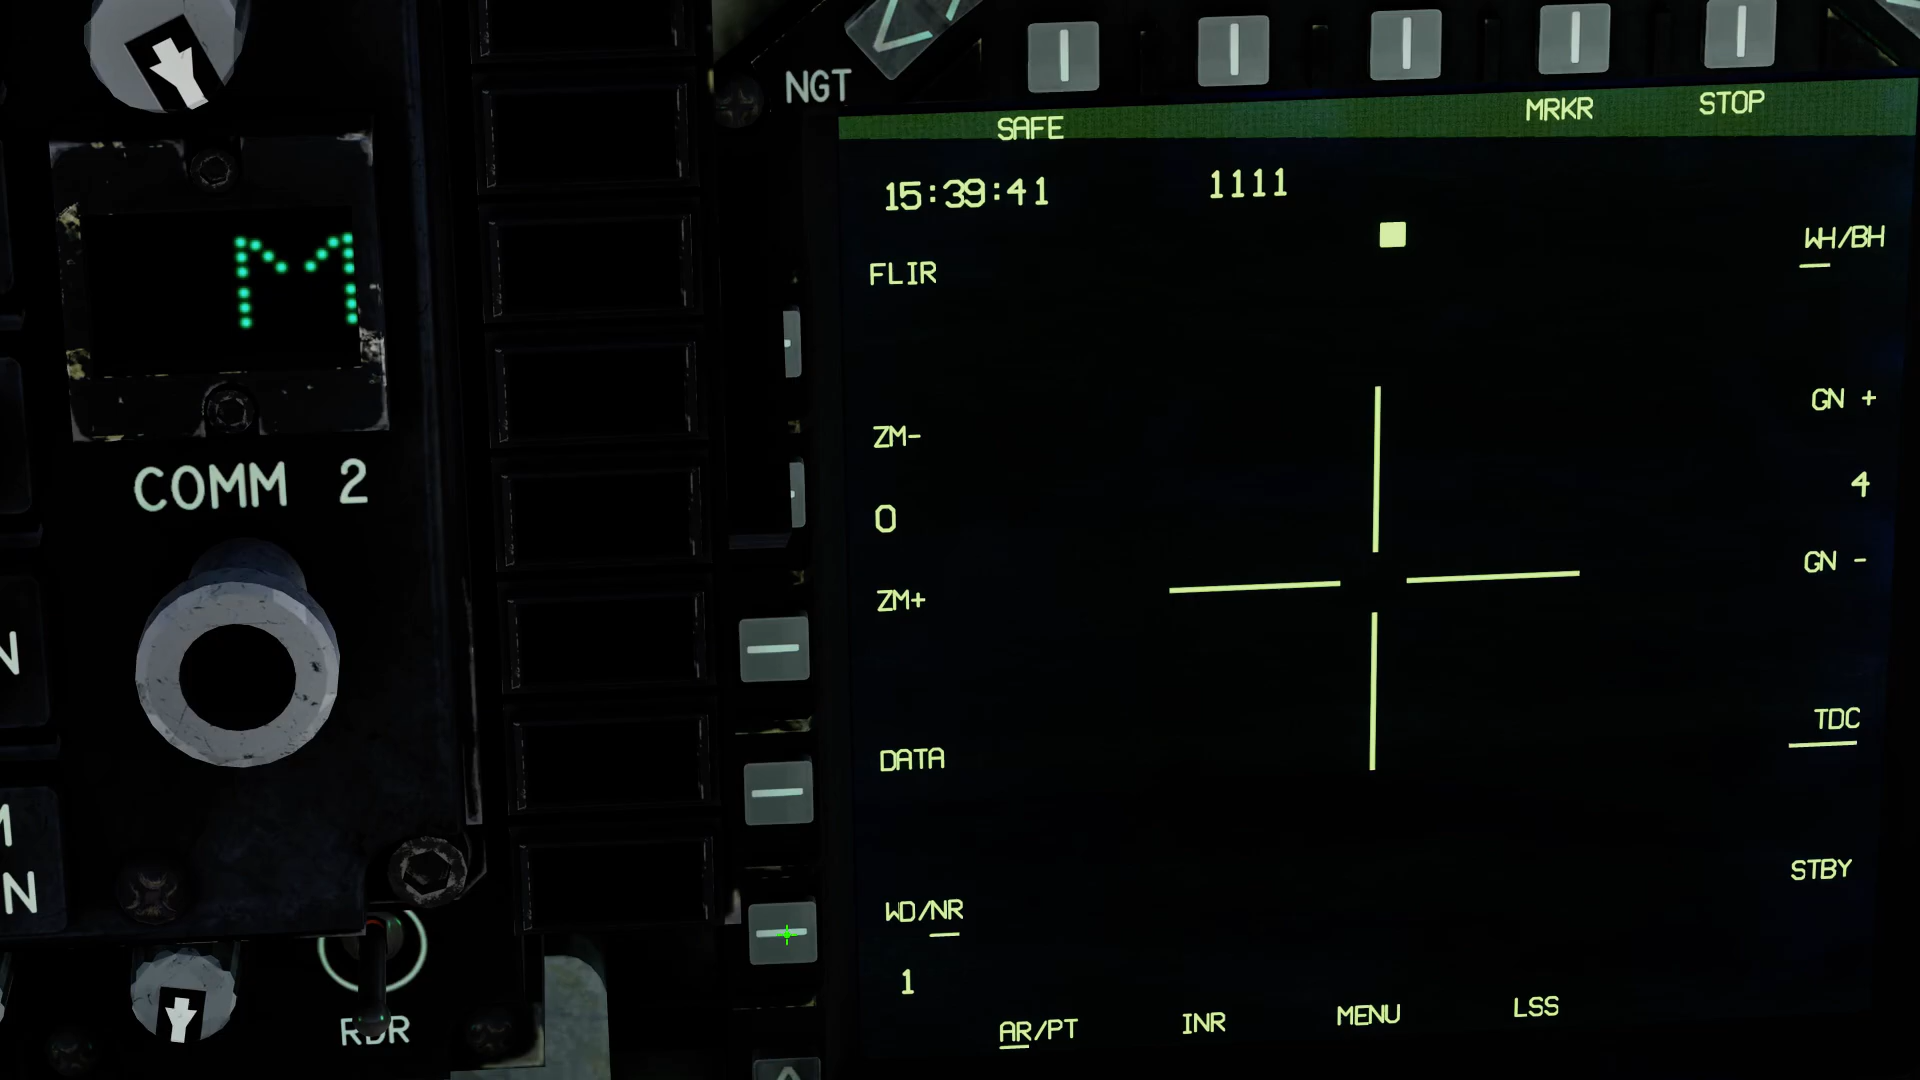 NGT
SAFE
MRKR
STOP
15:39:41
1111
WH/BH
FLIR
M
GN +
ZM-
4
COMM 2
0
GN -
ZM+
N
TDC
DATA
STBY
M
N
WD/NR
1
LSS
MENU
INR
AR/PT
RDR